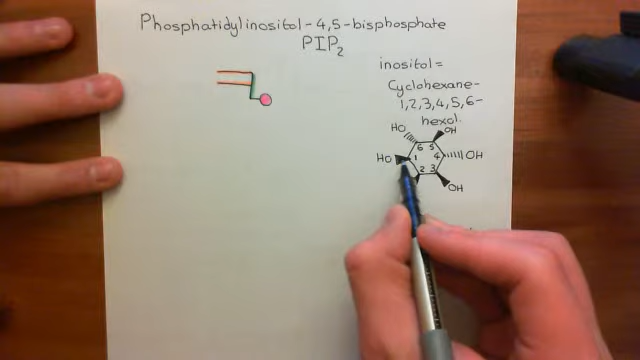 Phosphatidylinositol-4,5-bisphosphate
PIP2
inositol =
Cyclohexane-
1,2,3,4,5,6-
hexol.
HO OH
6 5
HO 1 4 OH
2 3
OH